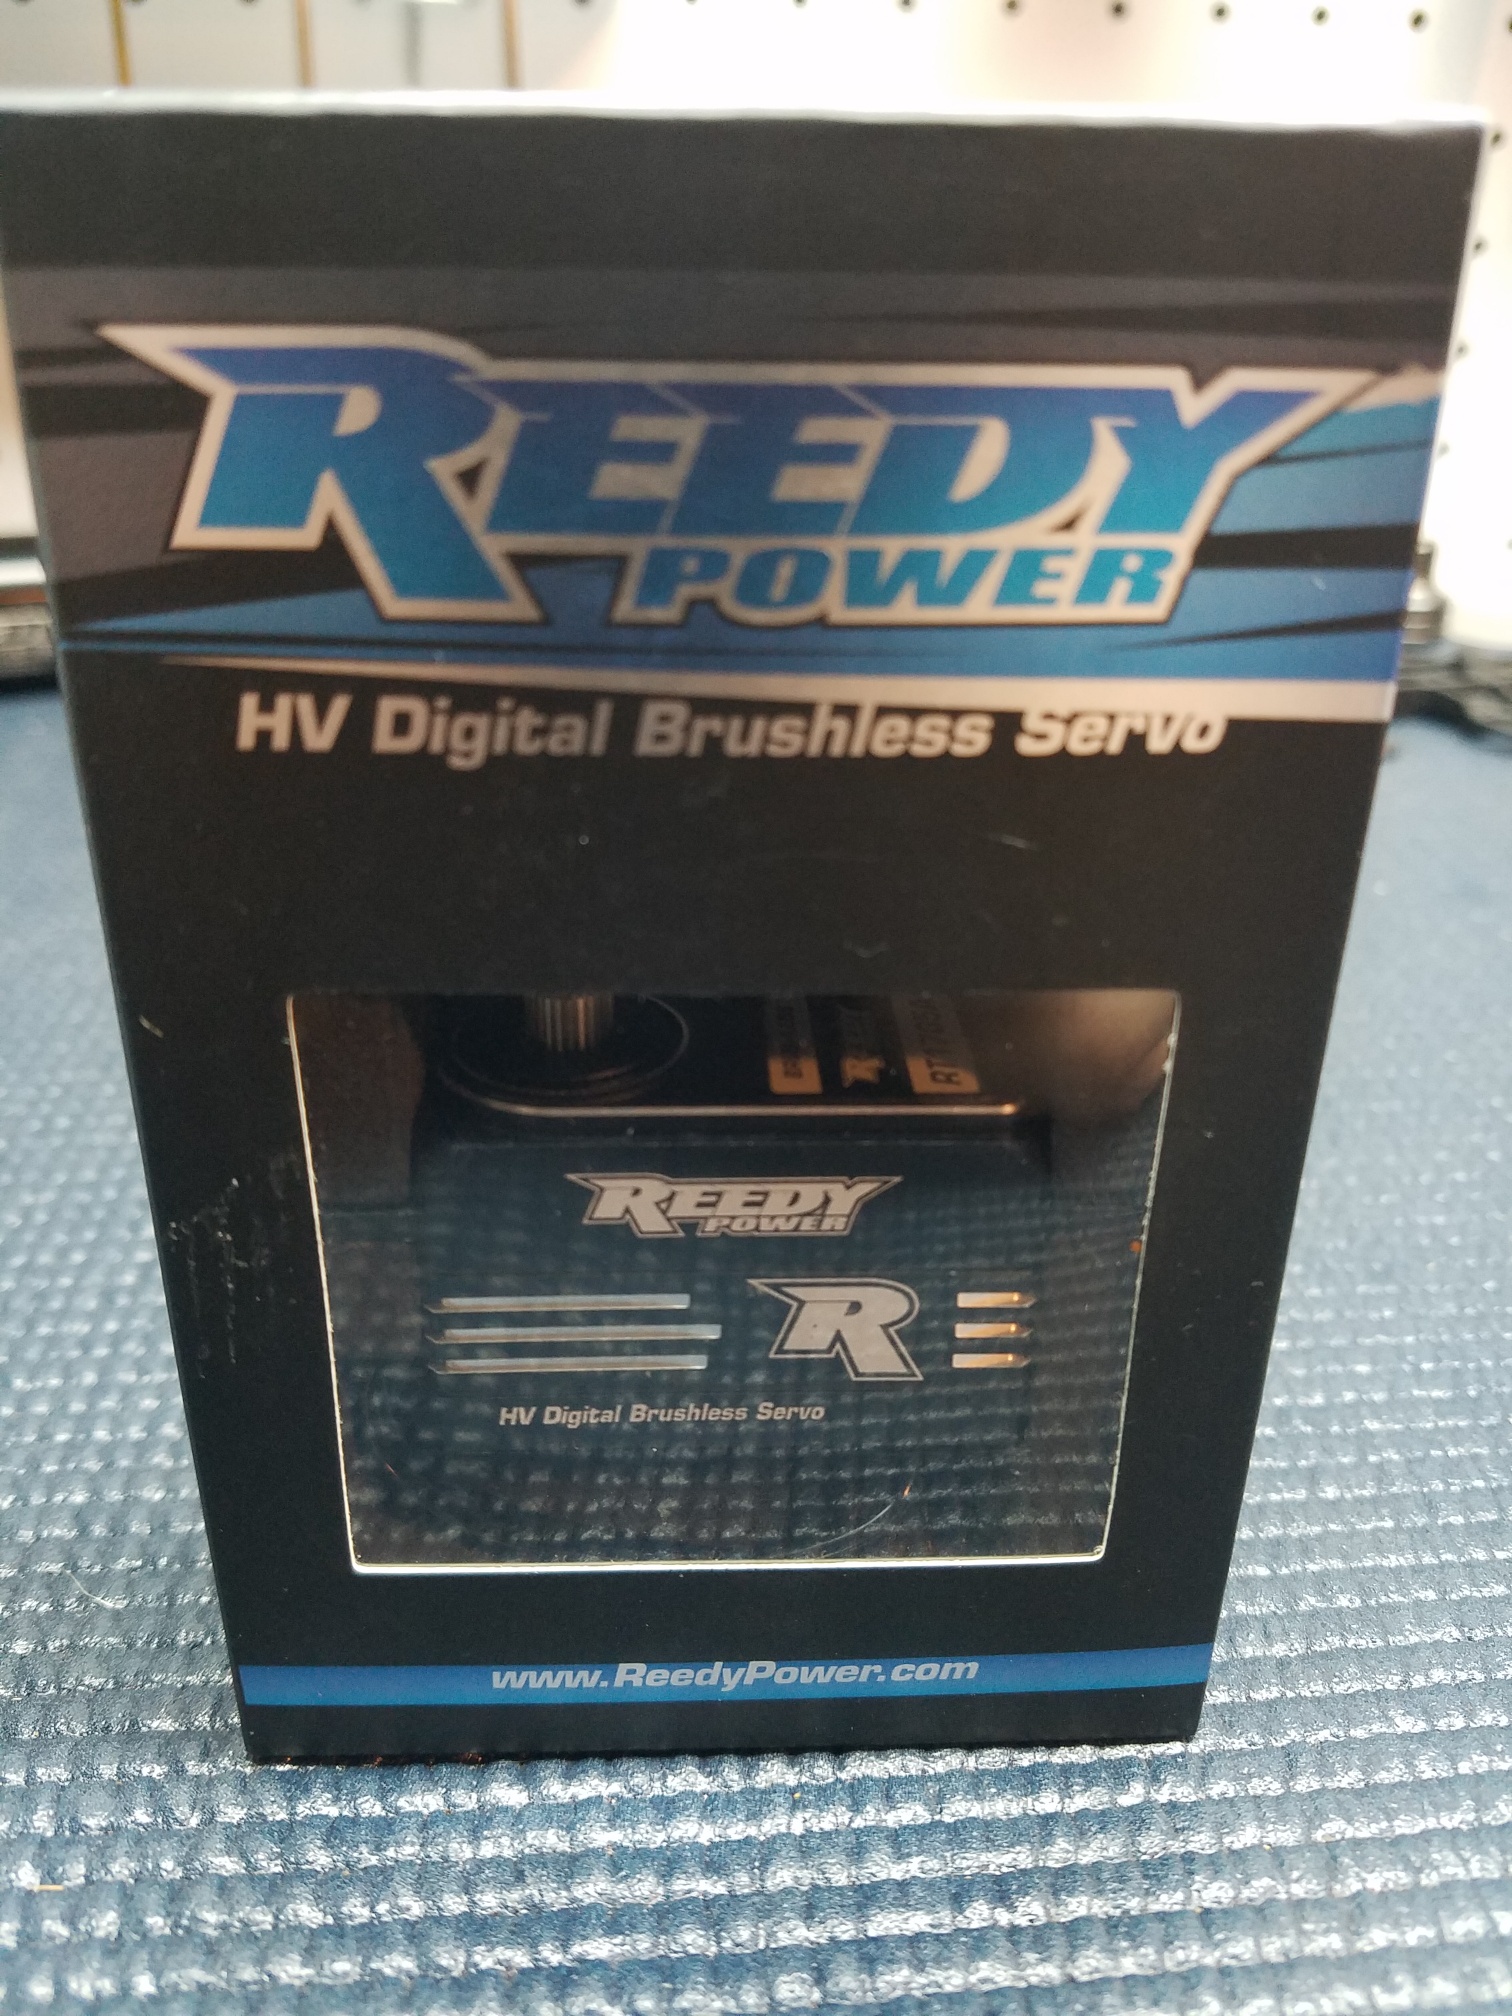 REEDY
POWER
HV Digital Brushless Servo
REEDY
POWER
R
HV Digital Brushless Servo
www.ReedyPower.com